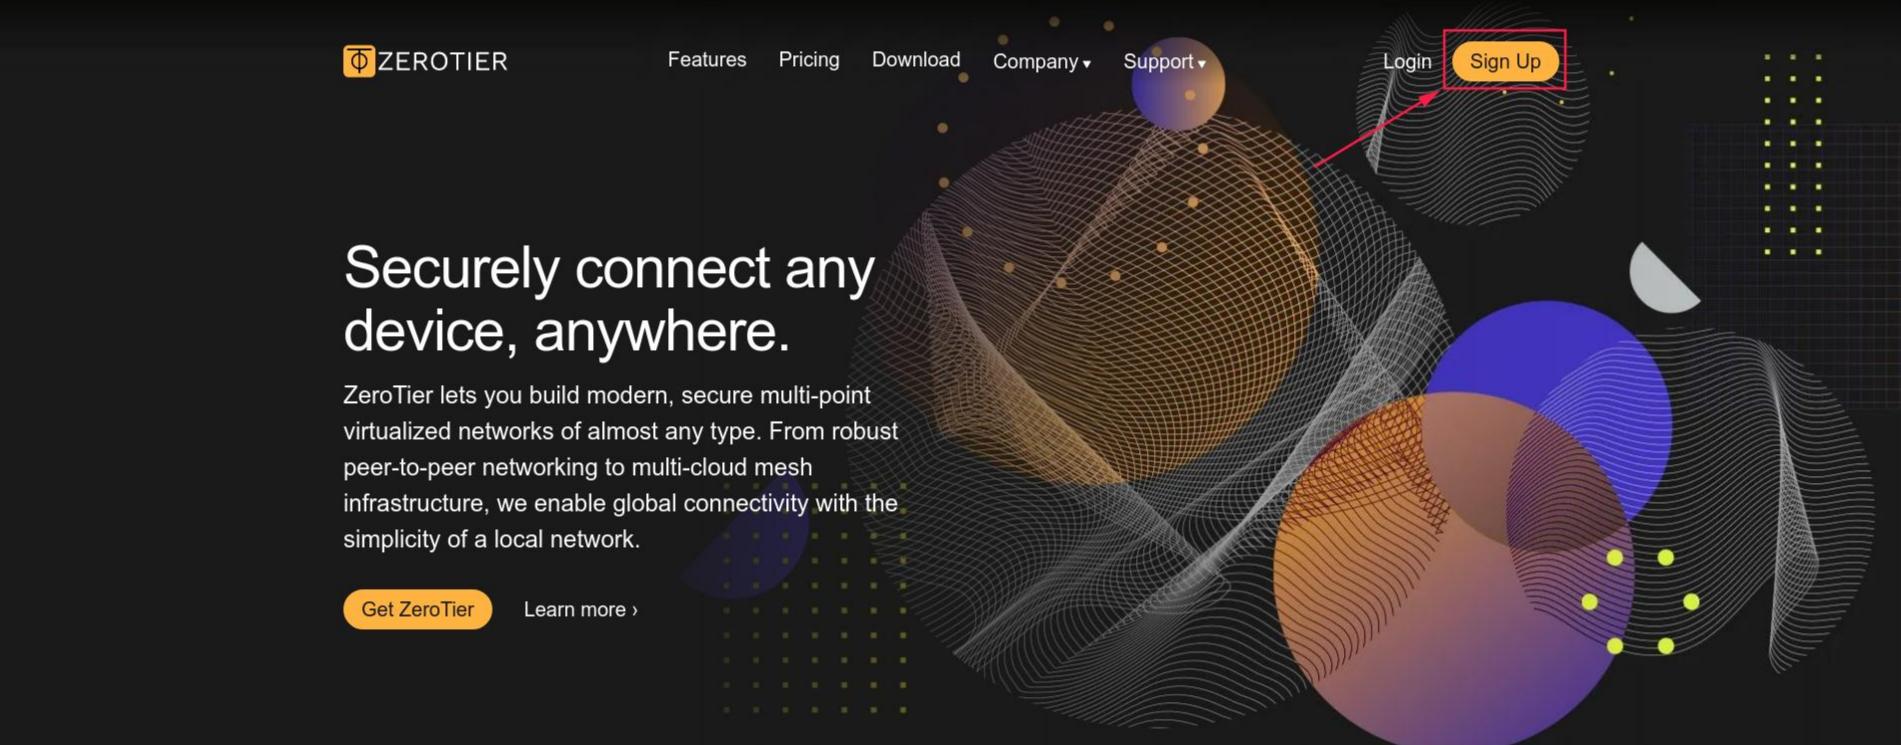 ZEROTIER
Features
Pricing
Download
Company ▾
Support ▾
Login
Sign Up
Securely connect any
device, anywhere.
ZeroTier lets you build modern, secure multi-point
virtualized networks of almost any type. From robust
peer-to-peer networking to multi-cloud mesh
infrastructure, we enable global connectivity with the
simplicity of a local network.
Get ZeroTier
Learn more ›